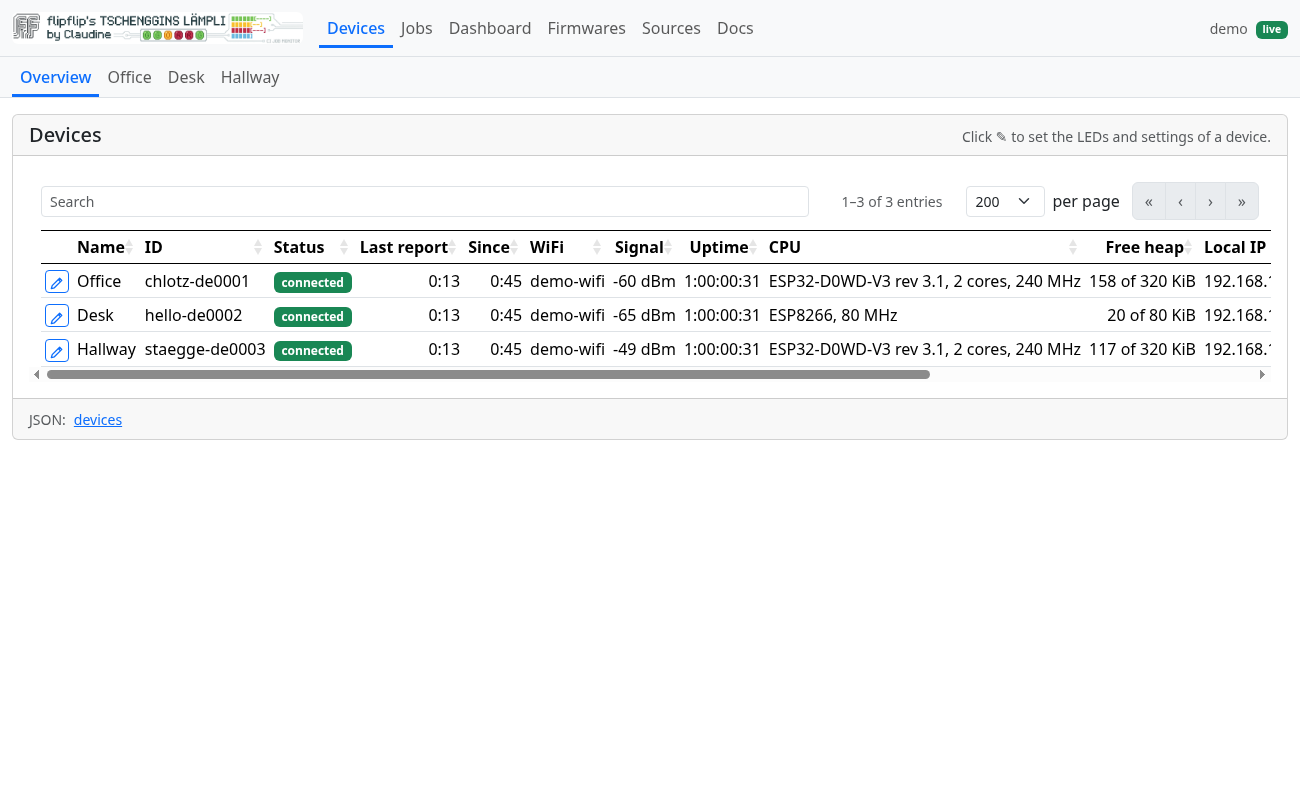 flipflip's TSCHENGGINS LÄMPLI
by Claudine
Devices Jobs Dashboard Firmwares Sources Docs
demo live
Overview Office Desk Hallway
Devices
Click ✎ to set the LEDs and settings of a device.
Search
1–3 of 3 entries
200
per page
« ‹ › »
Name ID Status Last report Since WiFi Signal Uptime CPU Free heap Local IP
Office chlotz-de0001 connected 0:13 0:45 demo-wifi -60 dBm 1:00:00:31 ESP32-D0WD-V3 rev 3.1, 2 cores, 240 MHz 158 of 320 KiB 192.168.
Desk hello-de0002 connected 0:13 0:45 demo-wifi -65 dBm 1:00:00:31 ESP8266, 80 MHz 20 of 80 KiB 192.168.
Hallway staegge-de0003 connected 0:13 0:45 demo-wifi -49 dBm 1:00:00:31 ESP32-D0WD-V3 rev 3.1, 2 cores, 240 MHz 117 of 320 KiB 192.168.
JSON: devices